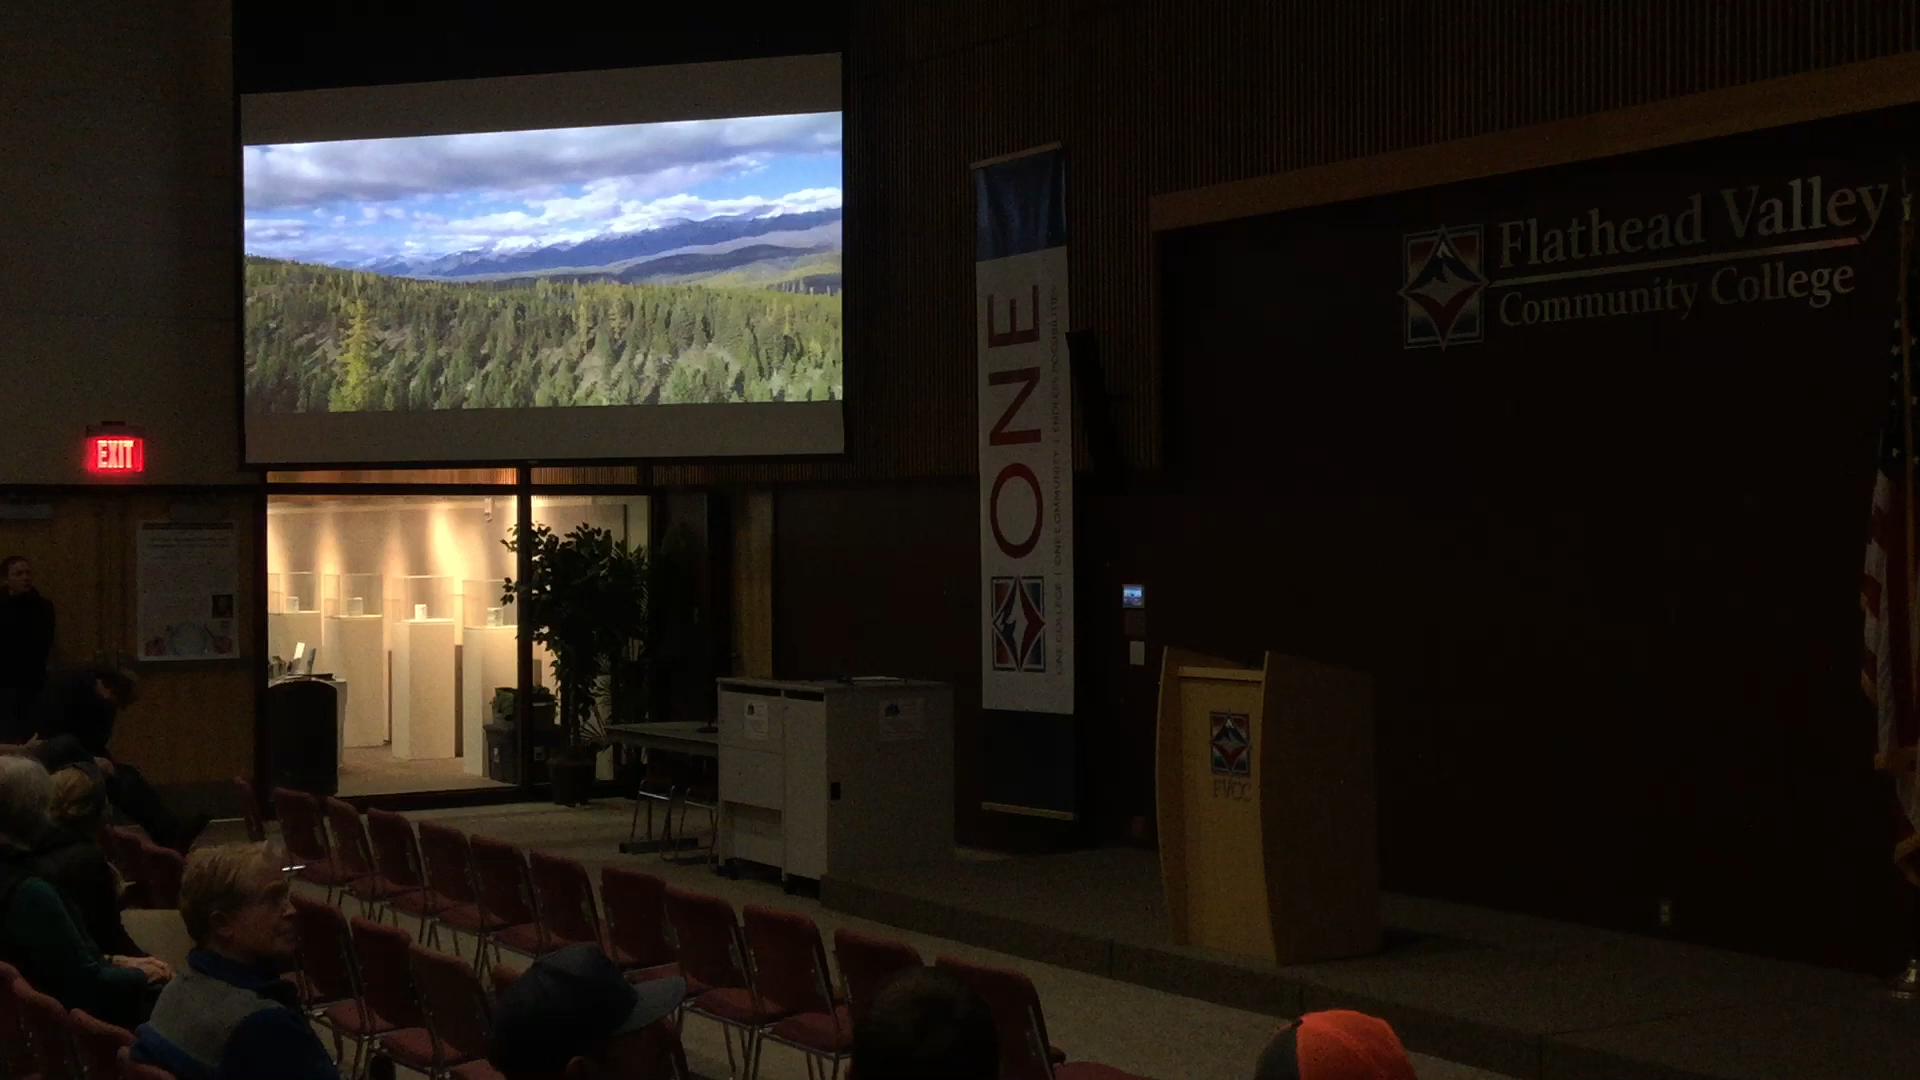 EXIT
ONE
ONE COLLEGE | ONE COMMUNITY | ENDLESS POSSIBILITIES
Flathead Valley
Community College
FVCC